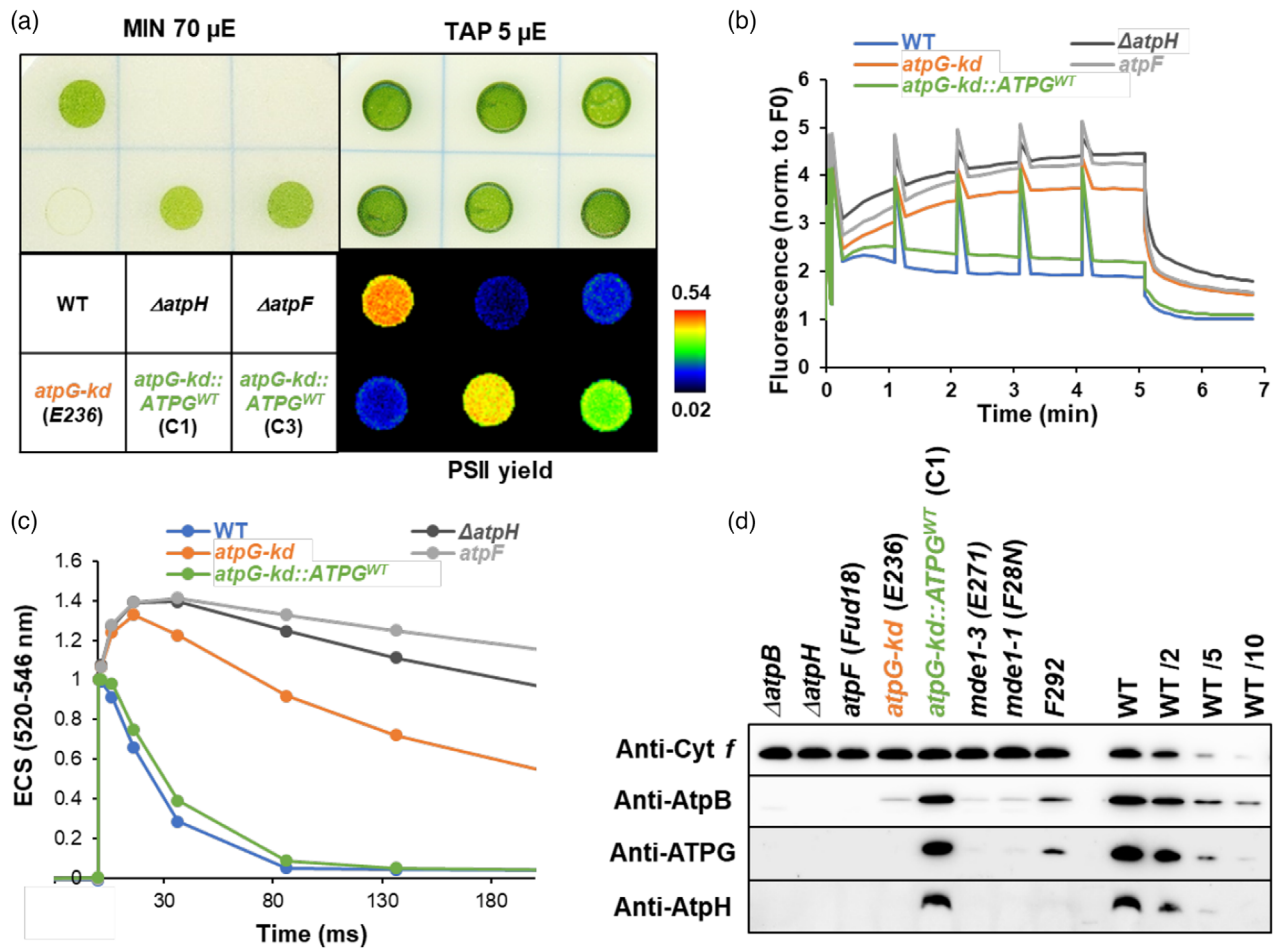 (a)
MIN 70 µE
TAP 5 µE
WT
ΔatpH
ΔatpF
atpG-kd
(E236)
atpG-kd::
ATPG^WT
(C1)
atpG-kd::
ATPG^WT
(C3)
0.54
0.02
PSII yield
(b)
WT
ΔatpH
atpG-kd
atpF
atpG-kd::ATPG^WT
Fluorescence (norm. to F0)
6
5
4
3
2
1
0
0 1 2 3 4 5 6 7
Time (min)
(c)
WT
ΔatpH
atpG-kd
atpF
atpG-kd::ATPG^WT
ECS (520-546 nm)
1.6
1.4
1.2
1
0.8
0.6
0.4
0.2
0
30 80 130 180
Time (ms)
(d)
ΔatpB
ΔatpH
atpF (Fud18)
atpG-kd (E236)
atpG-kd::ATPG^WT (C1)
mde1-3 (E271)
mde1-1 (F28N)
F292
WT
WT /2
WT /5
WT /10
Anti-Cyt f
Anti-AtpB
Anti-ATPG
Anti-AtpH